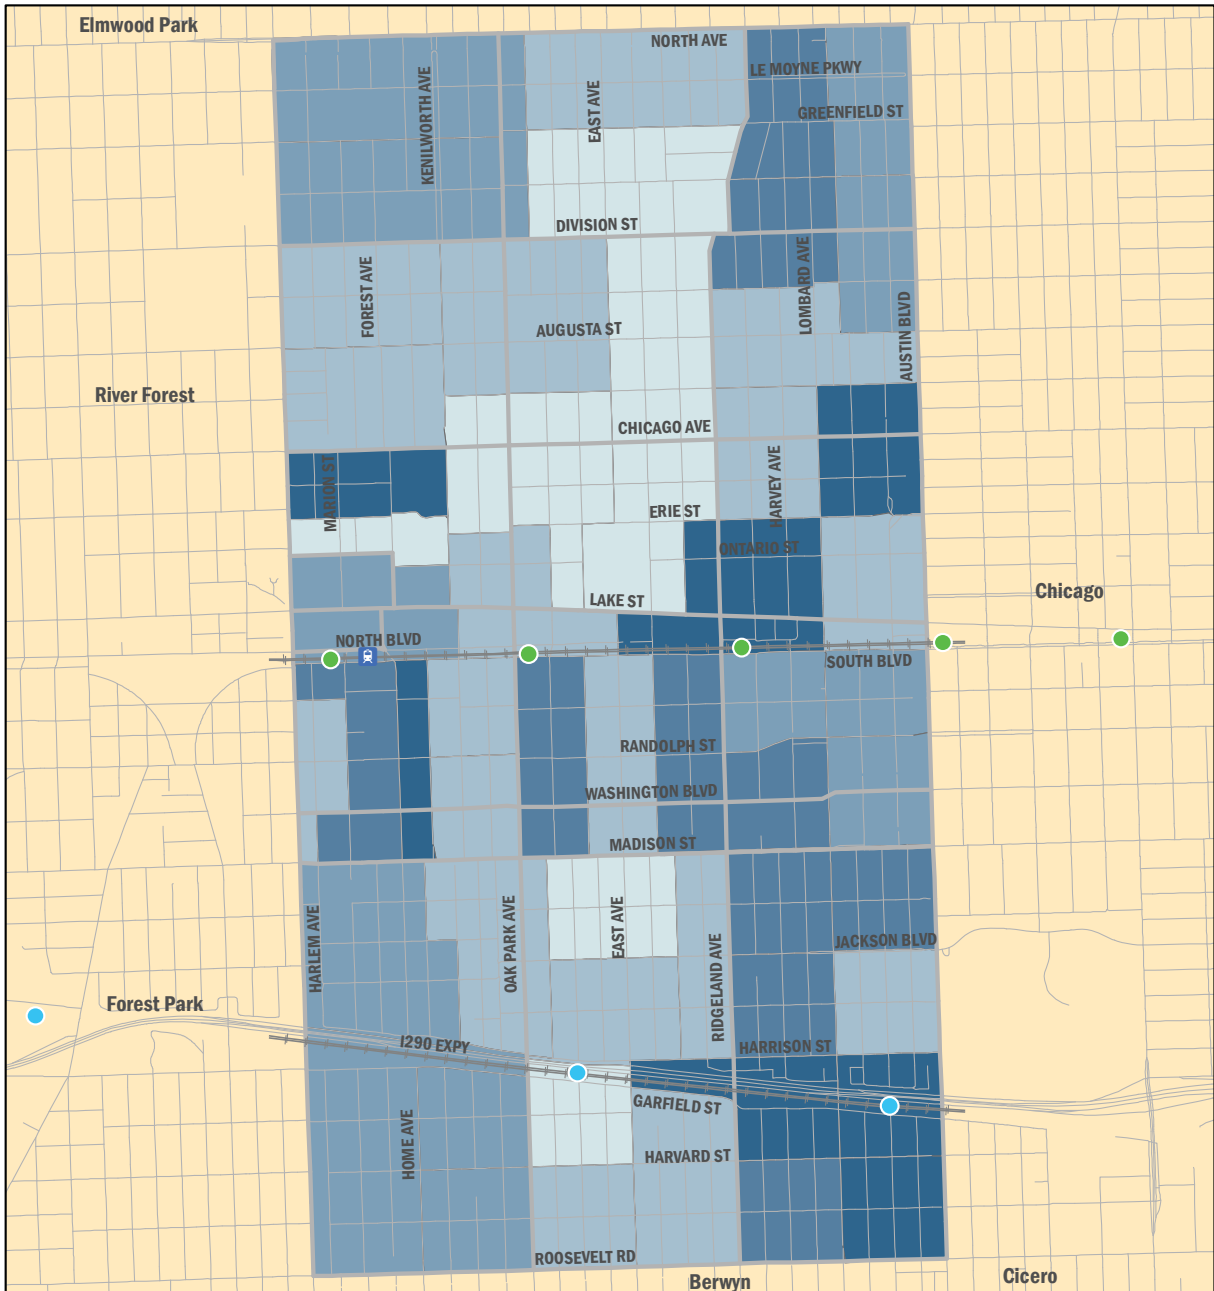 Elmwood Park
NORTH AVE
LE MOYNE PKWY
KENILWORTH AVE
EAST AVE
GREENFIELD ST
DIVISION ST
FOREST AVE
LOMBARD AVE
AUSTIN BLVD
AUGUSTA ST
River Forest
CHICAGO AVE
MARION ST
HARVEY AVE
ERIE ST
ONTARIO ST
Chicago
LAKE ST
NORTH BLVD
SOUTH BLVD
RANDOLPH ST
WASHINGTON BLVD
MADISON ST
HARLEM AVE
OAK PARK AVE
EAST AVE
RIDGELAND AVE
JACKSON BLVD
Forest Park
I290 EXPY
HARRISON ST
GARFIELD ST
HOME AVE
HARVARD ST
ROOSEVELT RD
Berwyn
Cicero